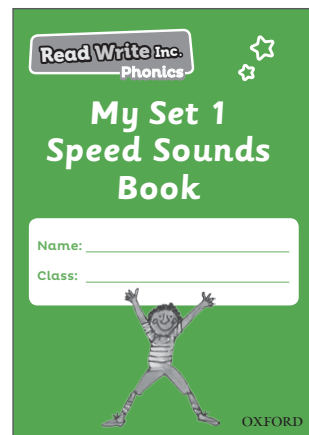 Read Write Inc.
Phonics
My Set 1
Speed Sounds
Book
Name:
Class:
OXFORD